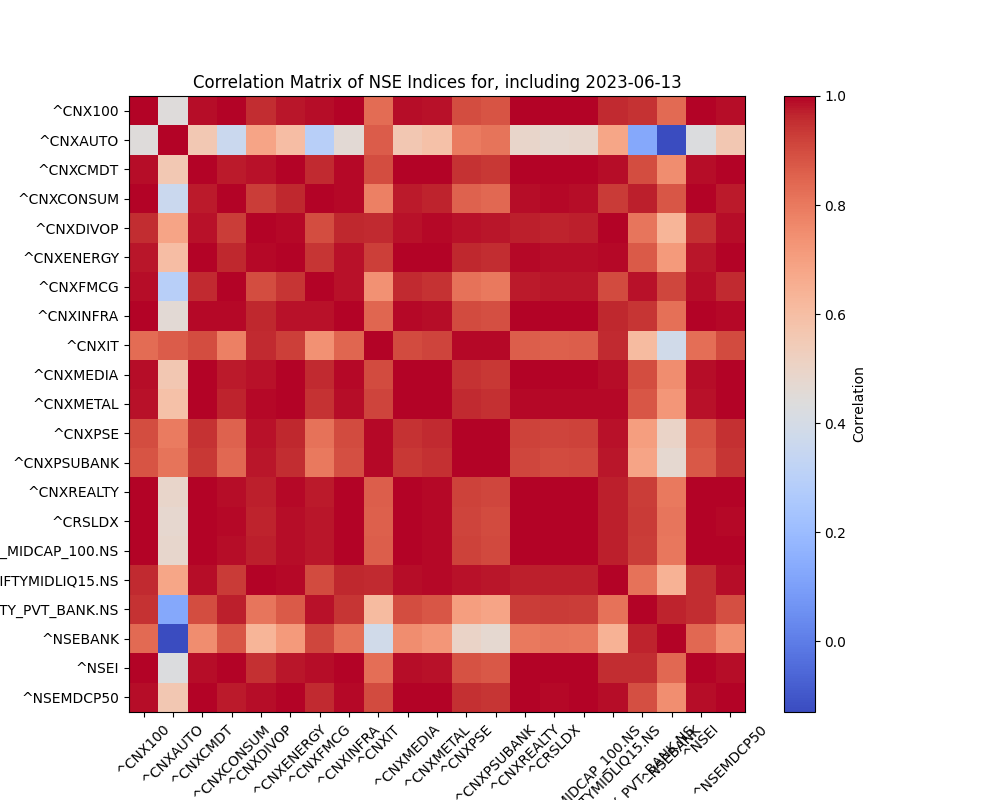 Correlation Matrix of NSE Indices for, including 2023-06-13
^CNX100
^CNXAUTO
^CNXCMDT
^CNXCONSUM
^CNXDIVOP
^CNXENERGY
^CNXFMCG
^CNXINFRA
^CNXIT
^CNXMEDIA
^CNXMETAL
^CNXPSE
^CNXPSUBANK
^CNXREALTY
^CRSLDX
_MIDCAP_100.NS
IFTYMIDLIQ15.NS
TY_PVT_BANK.NS
^NSEBANK
^NSEI
^NSEMDCP50
^CNX100
^CNXAUTO
^CNXCMDT
^CNXCONSUM
^CNXDIVOP
^CNXENERGY
^CNXFMCG
^CNXINFRA
^CNXIT
^CNXMEDIA
^CNXMETAL
^CNXPSE
^CNXPSUBANK
^CNXREALTY
^CRSLDX
MIDCAP_100.NS
TYMIDLIQ15.NS
_PVT_BANK.NS
^NSEBANK
^NSEI
^NSEMDCP50
1.0
0.8
0.6
0.4
0.2
0.0
Correlation